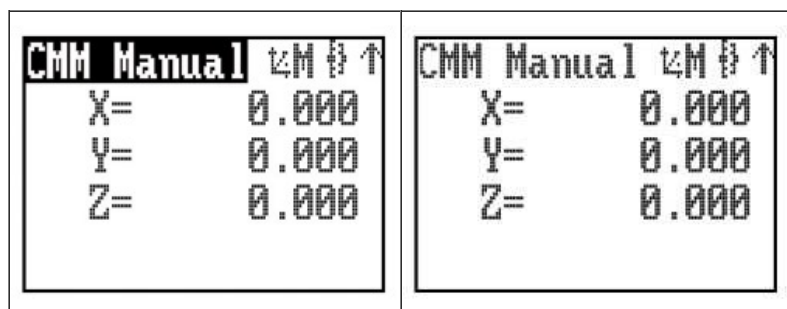 CMM Manual M ↑
X= 0.000
Y= 0.000
Z= 0.000
CMM Manual M ↑
X= 0.000
Y= 0.000
Z= 0.000